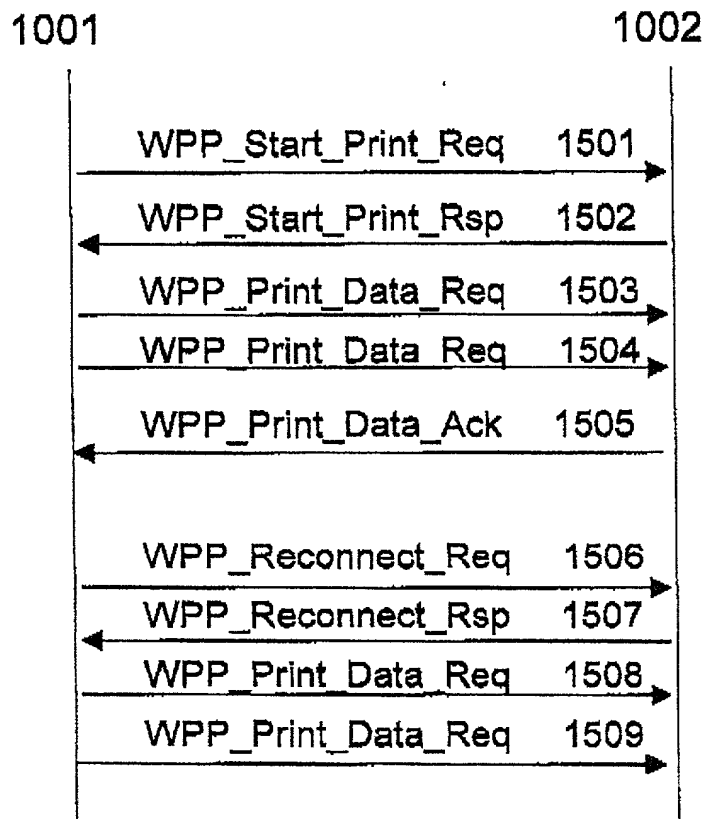 1001 1002
WPP_Start_Print_Req 1501
WPP_Start_Print_Rsp 1502
WPP_Print_Data_Req 1503
WPP_Print_Data_Req 1504
WPP_Print_Data_Ack 1505
WPP_Reconnect_Req 1506
WPP_Reconnect_Rsp 1507
WPP_Print_Data_Req 1508
WPP_Print_Data_Req 1509